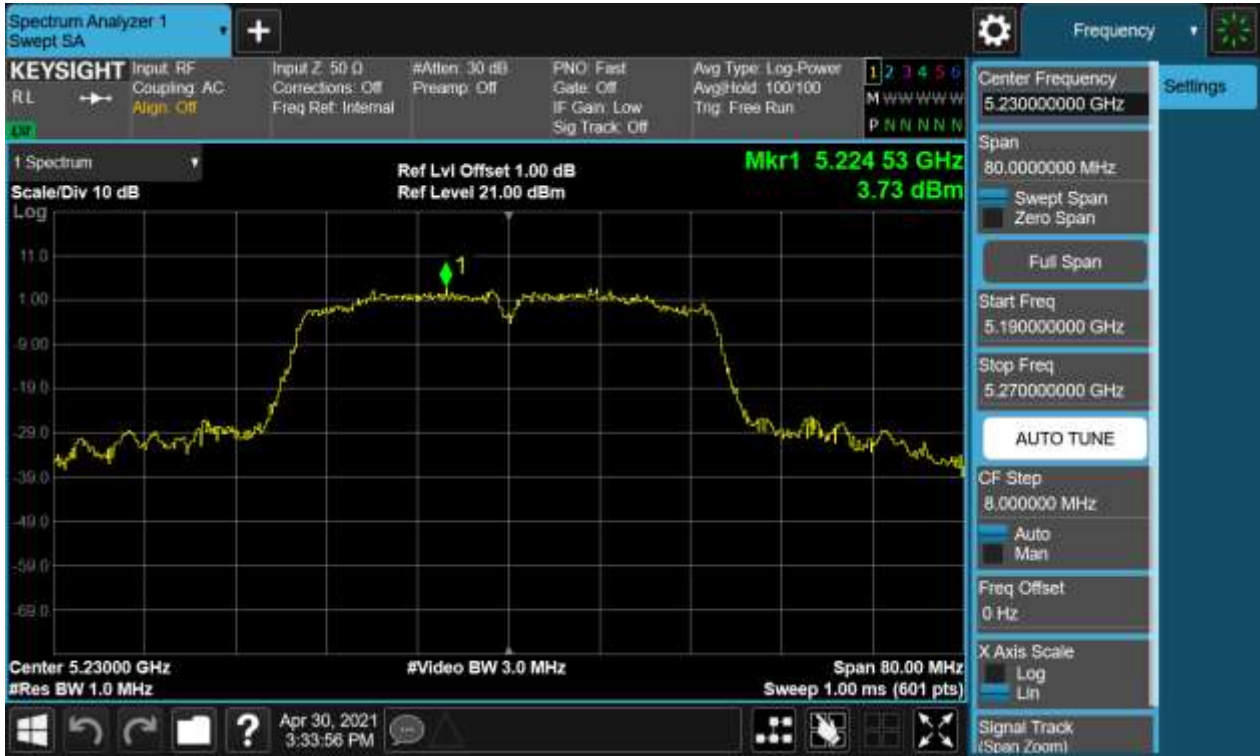 Spectrum Analyzer 1
Swept SA
+
Frequency
KEYSIGHT
RL
Input: RF
Coupling: AC
Align: Off
Input Z: 50 Ω
Corrections: Off
Freq Ref: Internal
#Atten: 30 dB
Preamp: Off
PNO: Fast
Gate: Off
IF Gain: Low
Sig Track: Off
Avg Type: Log-Power
Avg|Hold: 100/100
Trig: Free Run
1 2 3 4 5 6
M W W W W W
P N N N N N
1 Spectrum
Scale/Div 10 dB
Ref Lvl Offset 1.00 dB
Ref Level 21.00 dBm
Mkr1 5.224 53 GHz
3.73 dBm
Log
11.0
1.00
-9.00
-19.0
-29.0
-39.0
-49.0
-59.0
-69.0
1
Center 5.23000 GHz
#Res BW 1.0 MHz
#Video BW 3.0 MHz
Span 80.00 MHz
Sweep 1.00 ms (601 pts)
?
Apr 30, 2021
3:33:56 PM
Center Frequency
5.230000000 GHz
Settings
Span
80.0000000 MHz
Swept Span
Zero Span
Full Span
Start Freq
5.190000000 GHz
Stop Freq
5.270000000 GHz
AUTO TUNE
CF Step
8.000000 MHz
Auto
Man
Freq Offset
0 Hz
X Axis Scale
Log
Lin
Signal Track
(Span Zoom)